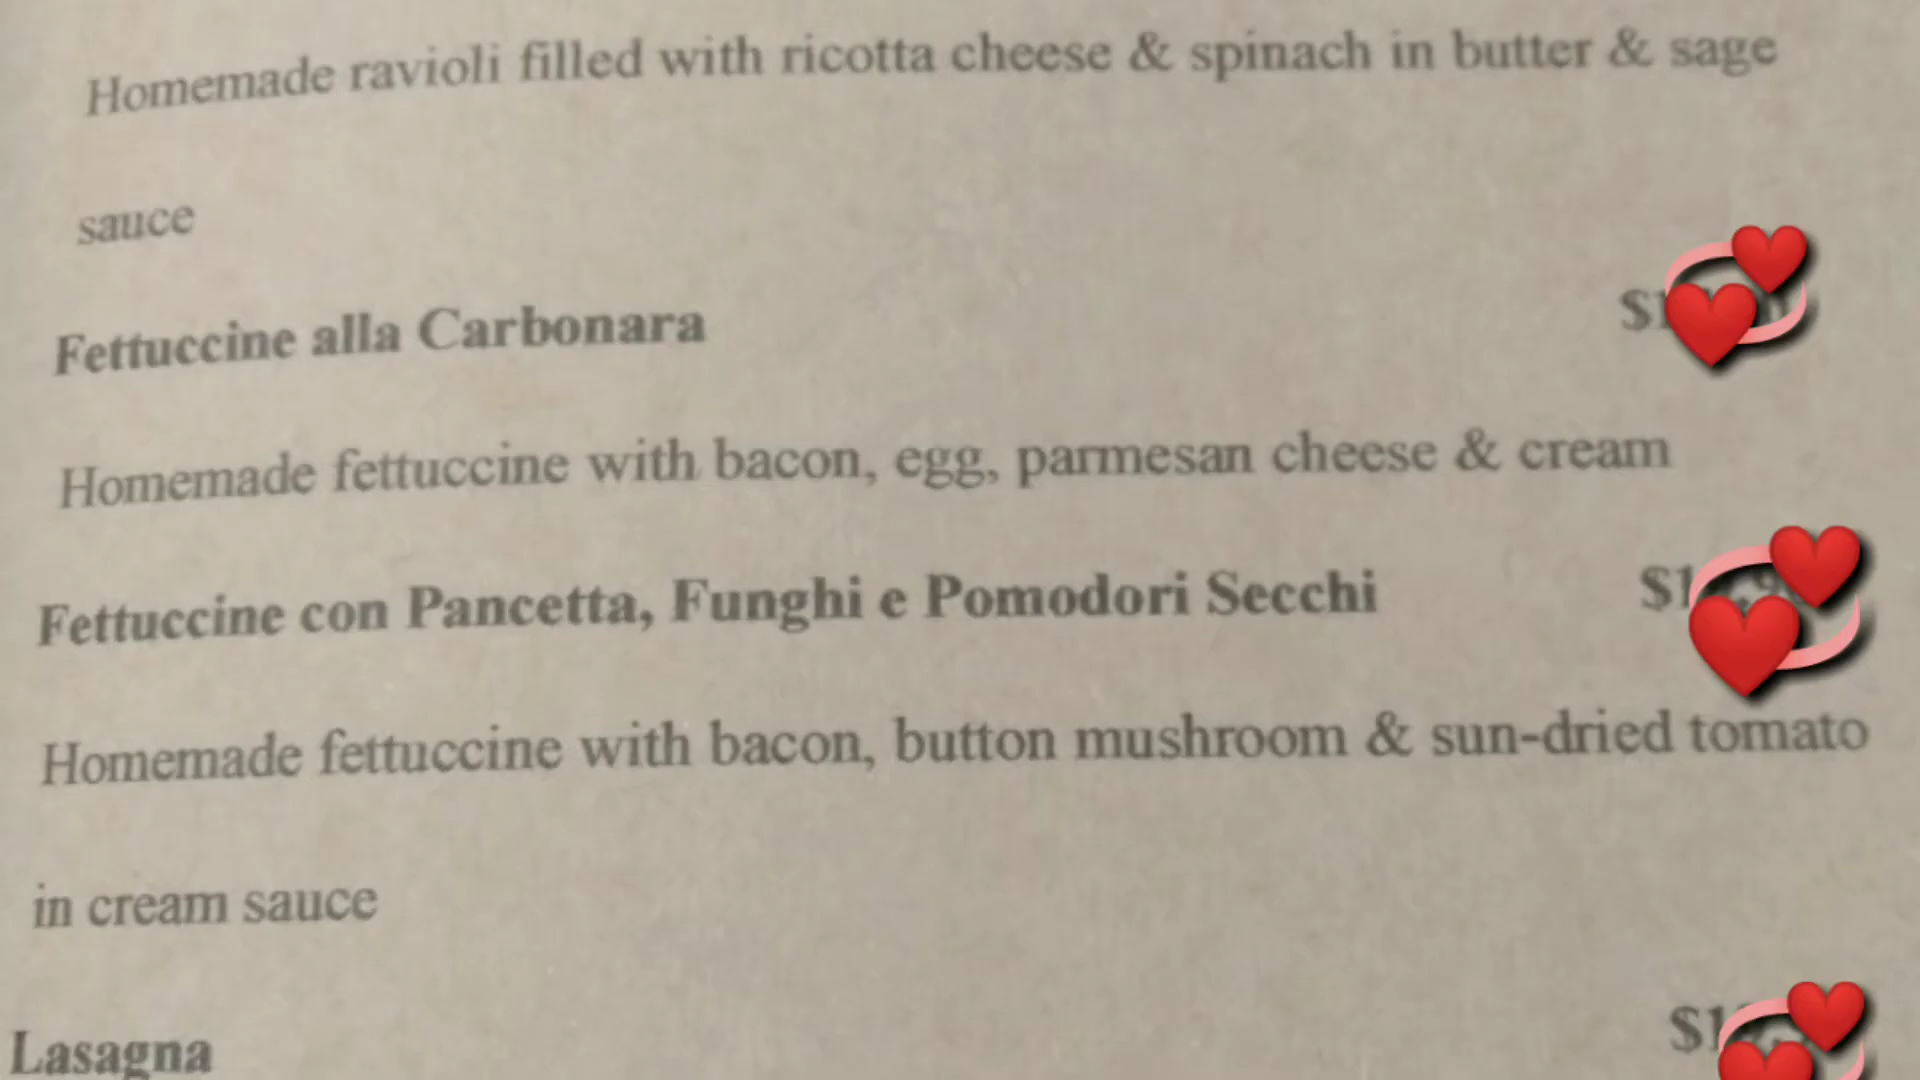 Homemade ravioli filled with ricotta cheese & spinach in butter & sage
sauce
Fettuccine alla Carbonara
Homemade fettuccine with bacon, egg, parmesan cheese & cream
Fettuccine con Pancetta, Funghi e Pomodori Secchi
Homemade fettuccine with bacon, button mushroom & sun-dried tomato
in cream sauce
Lasagna